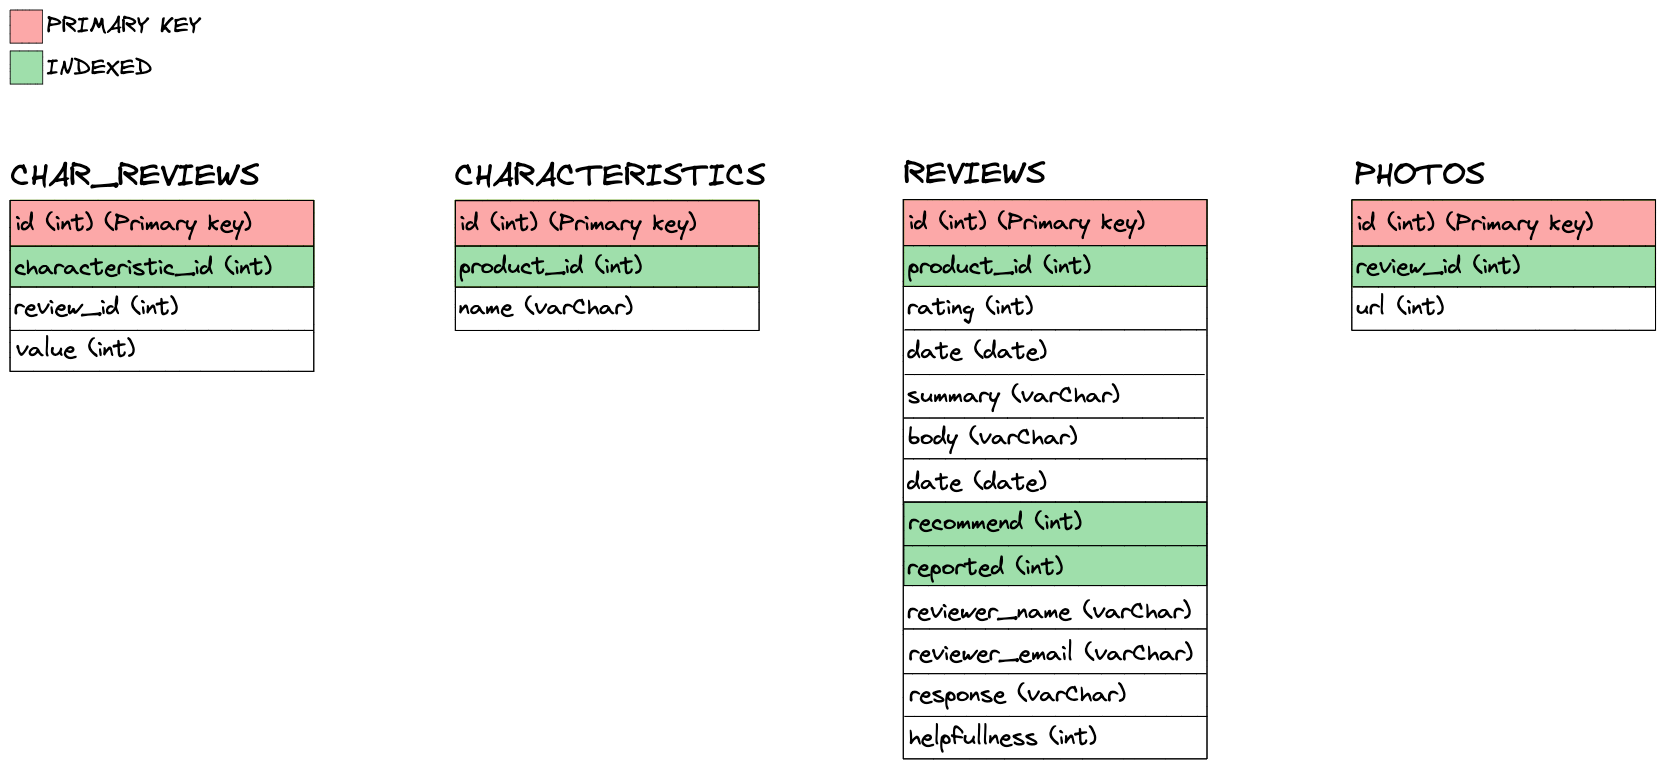 PRIMARY KEY
INDEXED
CHAR_REVIEWS
id (int) (Primary key)
characteristic_id (int)
review_id (int)
value (int)
CHARACTERISTICS
id (int) (Primary key)
product_id (int)
name (varChar)
REVIEWS
id (int) (Primary key)
product_id (int)
rating (int)
date (date)
summary (varChar)
body (varChar)
date (date)
recommend (int)
reported (int)
reviewer_name (varChar)
reviewer_email (varChar)
response (varChar)
helpfullness (int)
PHOTOS
id (int) (Primary key)
review_id (int)
url (int)